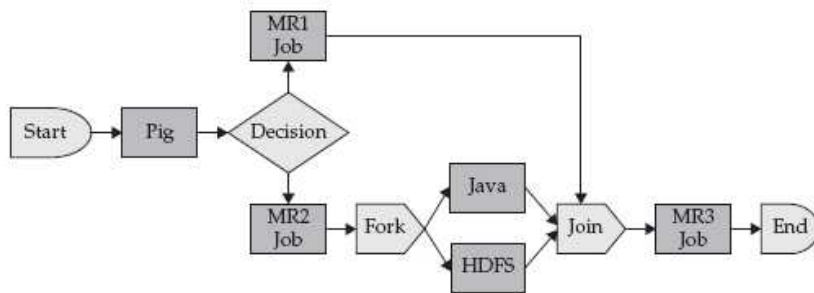 MR1
Job
Start
Pig
Decision
Java
MR2
Job
Fork
Join
MR3
Job
End
HDFS